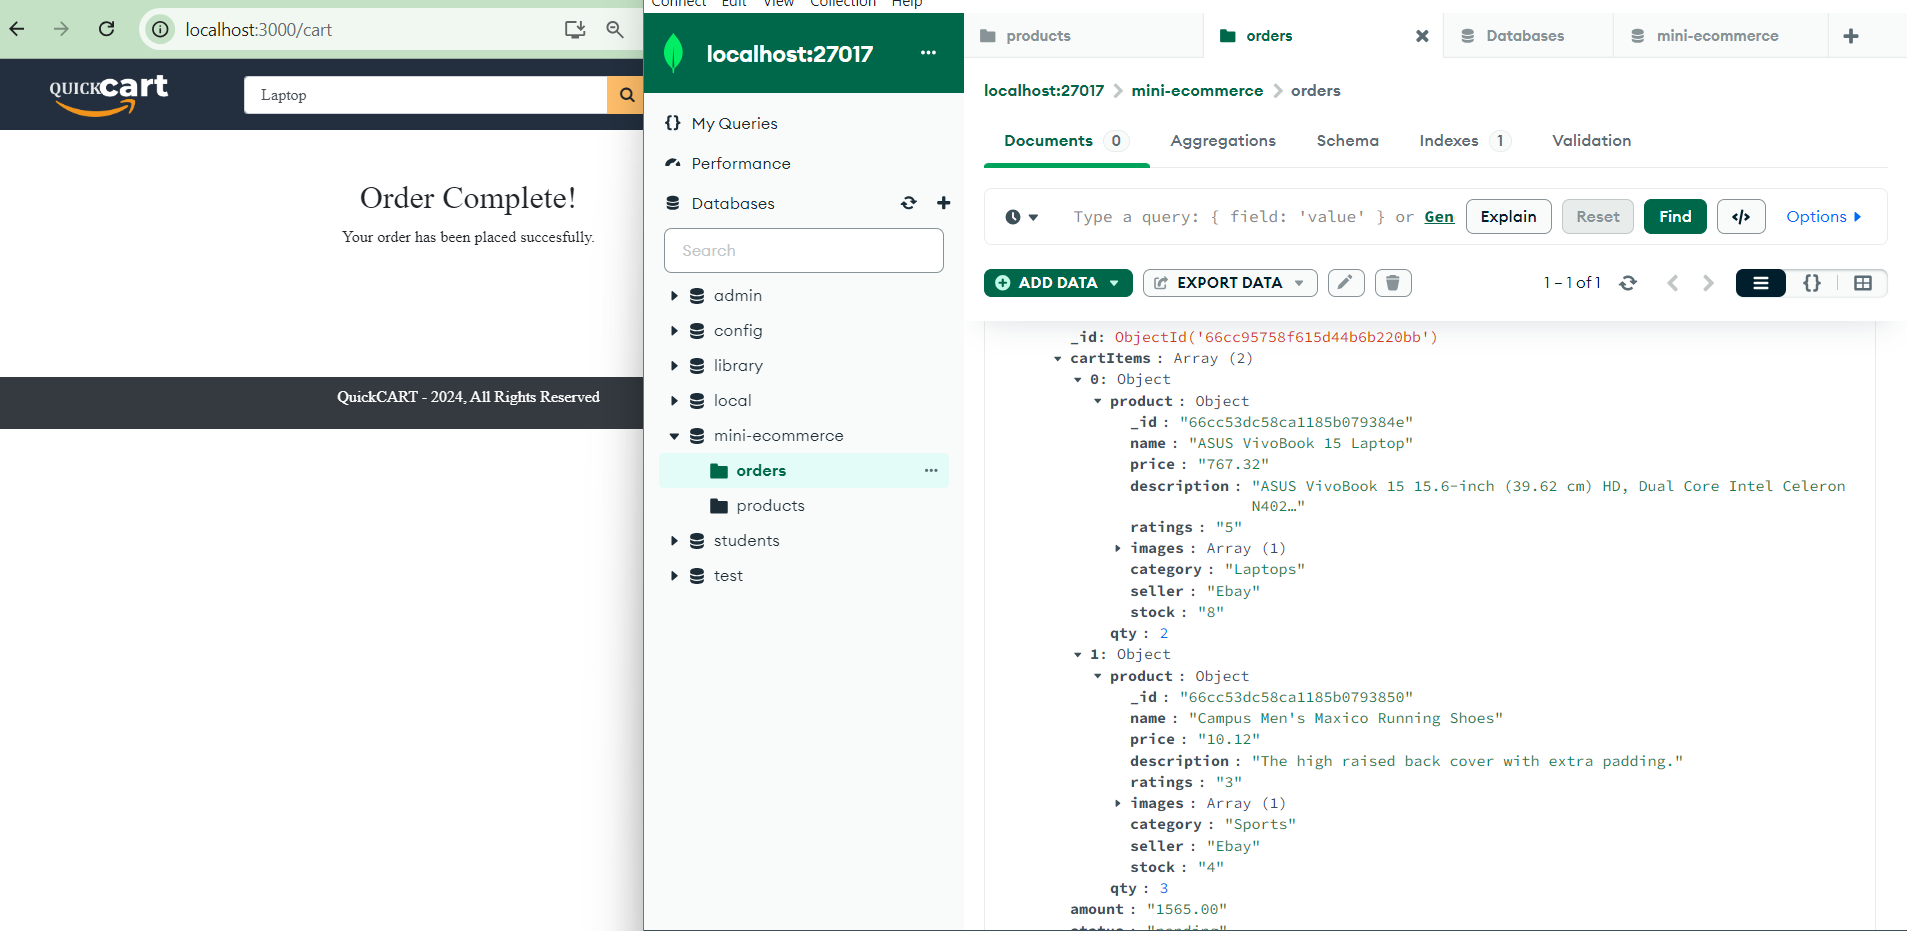 localhost:3000/cart
QUICKcart
Laptop
Order Complete!
Your order has been placed succesfully.
QuickCART - 2024, All Rights Reserved
Connect Edit View Collection Help
localhost:27017
My Queries
Performance
Databases
Search
admin
config
library
local
mini-ecommerce
orders
products
students
test
products orders Databases mini-ecommerce
localhost:27017 > mini-ecommerce > orders
Documents 0 Aggregations Schema Indexes 1 Validation
Type a query: { field: 'value' } or Gen Explain Reset Find </> Options
ADD DATA EXPORT DATA 1 – 1 of 1 {}
_id: ObjectId('66cc95758f615d44b6b220bb')
cartItems : Array (2)
0: Object
product : Object
_id : "66cc53dc58ca1185b079384e"
name : "ASUS VivoBook 15 Laptop"
price : "767.32"
description : "ASUS VivoBook 15 15.6-inch (39.62 cm) HD, Dual Core Intel Celeron
N402…"
ratings : "5"
images : Array (1)
category : "Laptops"
seller : "Ebay"
stock : "8"
qty : 2
1: Object
product : Object
_id : "66cc53dc58ca1185b0793850"
name : "Campus Men's Maxico Running Shoes"
price : "10.12"
description : "The high raised back cover with extra padding."
ratings : "3"
images : Array (1)
category : "Sports"
seller : "Ebay"
stock : "4"
qty : 3
amount : "1565.00"
status : "pending"